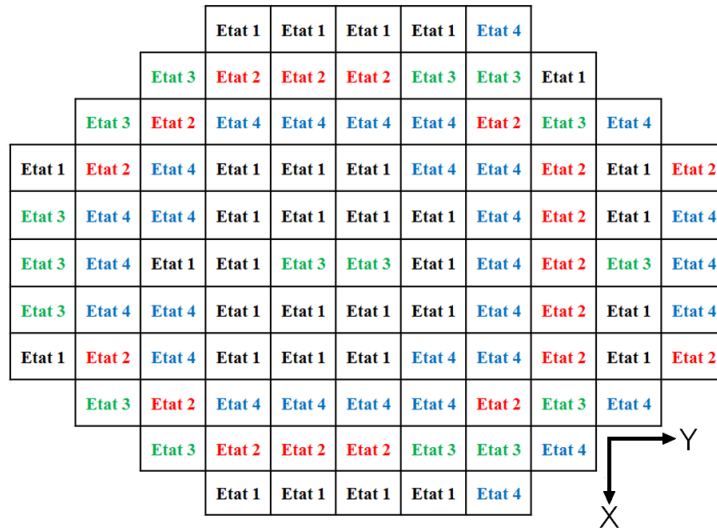 Etat 1 Etat 1 Etat 1 Etat 1 Etat 4
Etat 3 Etat 2 Etat 2 Etat 2 Etat 3 Etat 3 Etat 1
Etat 3 Etat 2 Etat 4 Etat 4 Etat 4 Etat 4 Etat 2 Etat 3 Etat 4
Etat 1 Etat 2 Etat 4 Etat 1 Etat 1 Etat 1 Etat 4 Etat 4 Etat 2 Etat 1 Etat 2
Etat 3 Etat 4 Etat 4 Etat 1 Etat 1 Etat 1 Etat 1 Etat 4 Etat 2 Etat 1 Etat 4
Etat 3 Etat 4 Etat 1 Etat 1 Etat 3 Etat 3 Etat 1 Etat 4 Etat 2 Etat 3 Etat 4
Etat 3 Etat 4 Etat 4 Etat 1 Etat 1 Etat 1 Etat 1 Etat 4 Etat 2 Etat 1 Etat 4
Etat 1 Etat 2 Etat 4 Etat 1 Etat 1 Etat 1 Etat 4 Etat 4 Etat 2 Etat 1 Etat 2
Etat 3 Etat 2 Etat 4 Etat 4 Etat 4 Etat 4 Etat 2 Etat 3 Etat 4
Etat 3 Etat 2 Etat 2 Etat 2 Etat 3 Etat 3 Etat 4
Y
Etat 1 Etat 1 Etat 1 Etat 1 Etat 4
X